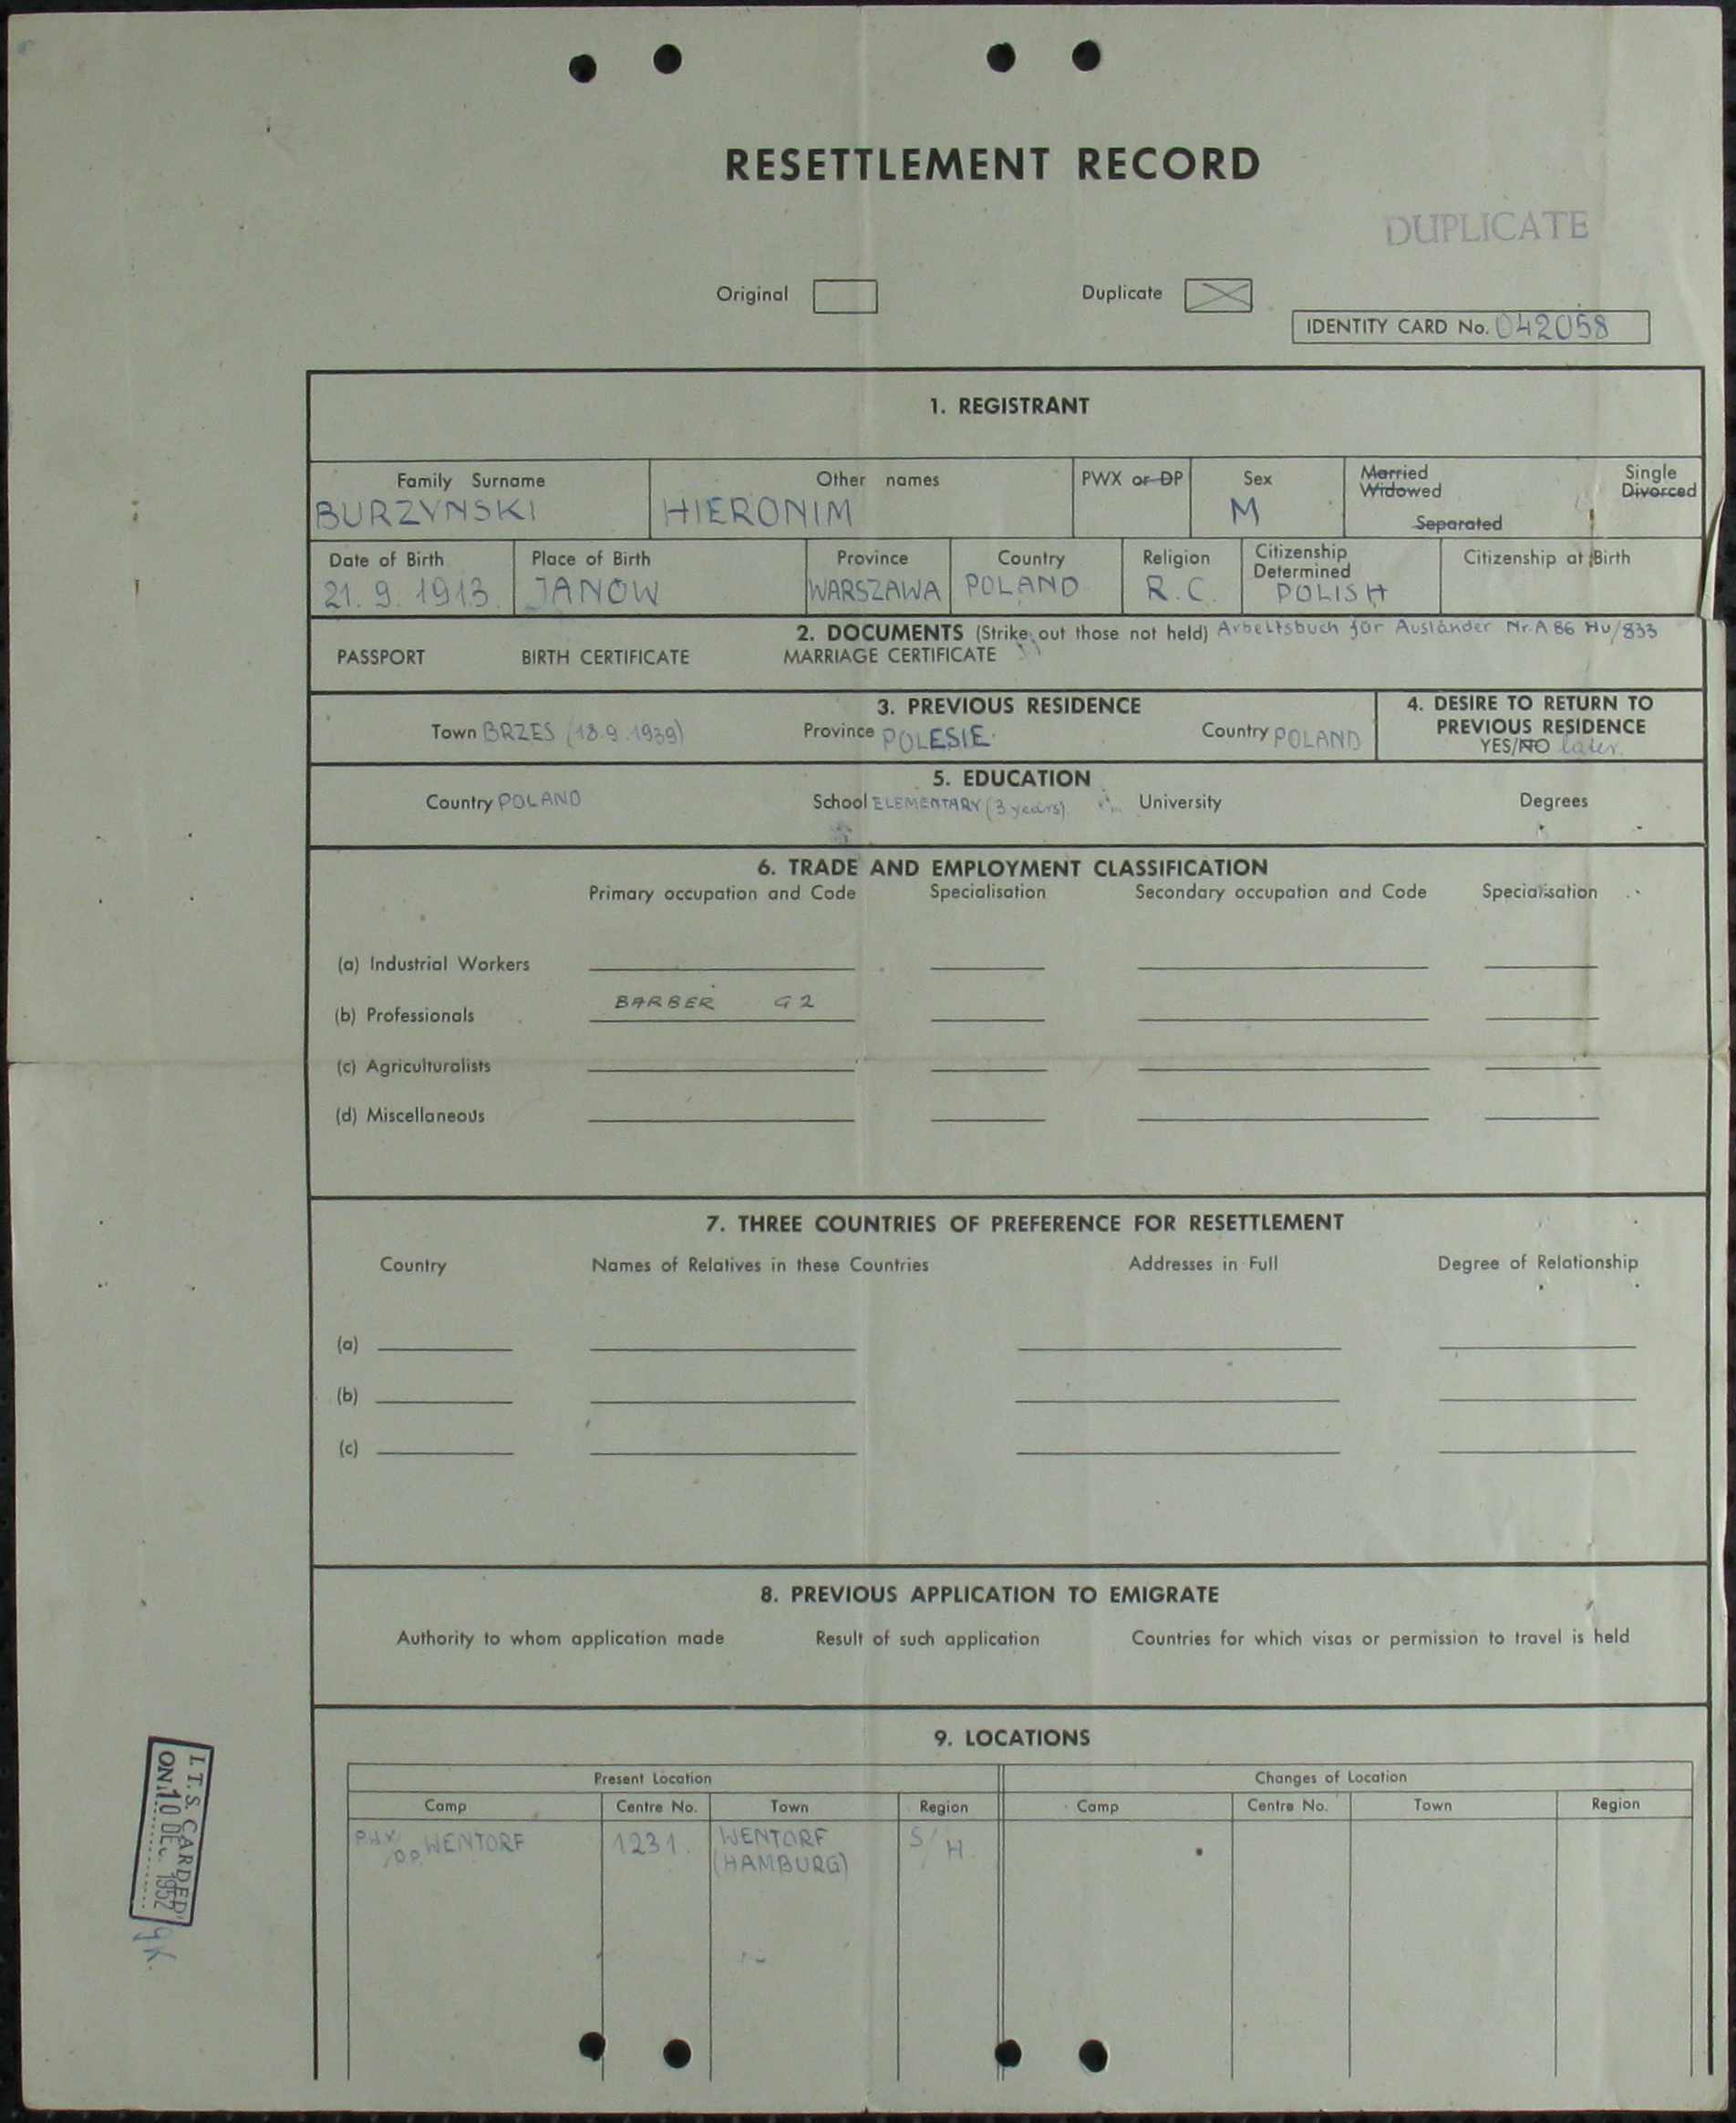 RESETTLEMENT RECORD
DUPLICATE
Original Duplicate
IDENTITY CARD No. 042058
1. REGISTRANT
Family Surname Other names PWX or DP Sex Married Single
Widowed Divorced
BURZYNSKI HIERONIM M Separated
Date of Birth Place of Birth Province Country Religion Citizenship Determined Citizenship at Birth
21. 9. 1913 JANOW WARSZAWA POLAND R.C. POLISH
2. DOCUMENTS (Strike out those not held) Arbeitsbuch für Ausländer Nr. A 86 Hu/833
PASSPORT BIRTH CERTIFICATE MARRIAGE CERTIFICATE
3. PREVIOUS RESIDENCE
Town BRZES (18.9.1939) Province POLESIE Country POLAND
4. DESIRE TO RETURN TO
PREVIOUS RESIDENCE
YES/NO later.
5. EDUCATION
Country POLAND School ELEMENTARY (3 years) University Degrees
6. TRADE AND EMPLOYMENT CLASSIFICATION
Primary occupation and Code Specialisation Secondary occupation and Code Specialisation
(a) Industrial Workers
(b) Professionals BARBER G2
(c) Agriculturalists
(d) Miscellaneous
7. THREE COUNTRIES OF PREFERENCE FOR RESETTLEMENT
Country Names of Relatives in these Countries Addresses in Full Degree of Relationship
(a)
(b)
(c)
8. PREVIOUS APPLICATION TO EMIGRATE
Authority to whom application made Result of such application Countries for which visas or permission to travel is held
9. LOCATIONS
Present Location Changes of Location
Camp Centre No. Town Region Camp Centre No. Town Region
PWX/DP WENTORF 1231. WENTORF S/H.
(HAMBURG)
I.T.S. CARDED
ON 10 DEC. 1952